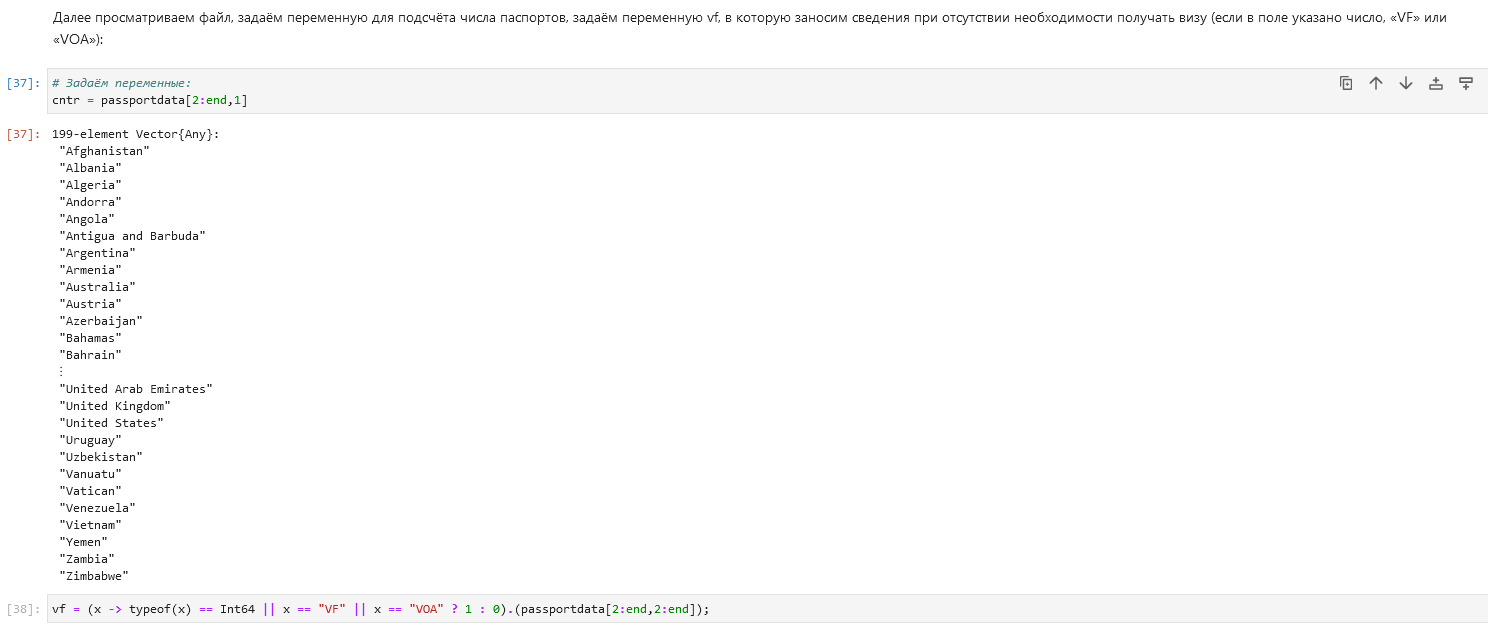 Далее просматриваем файл, задаём переменную для подсчёта числа паспортов, задаём переменную vf, в которую заносим сведения при отсутствии необходимости получать визу (если в поле указано число, «VF» или
«VOA»):
[37]: # Задаём переменные:
cntr = passportdata[2:end,1]
[37]: 199-element Vector{Any}:
"Afghanistan"
"Albania"
"Algeria"
"Andorra"
"Angola"
"Antigua and Barbuda"
"Argentina"
"Armenia"
"Australia"
"Austria"
"Azerbaijan"
"Bahamas"
"Bahrain"
⋮
"United Arab Emirates"
"United Kingdom"
"United States"
"Uruguay"
"Uzbekistan"
"Vanuatu"
"Vatican"
"Venezuela"
"Vietnam"
"Yemen"
"Zambia"
"Zimbabwe"
[38]: vf = (x -> typeof(x) == Int64 || x == "VF" || x == "VOA" ? 1 : 0).(passportdata[2:end,2:end]);